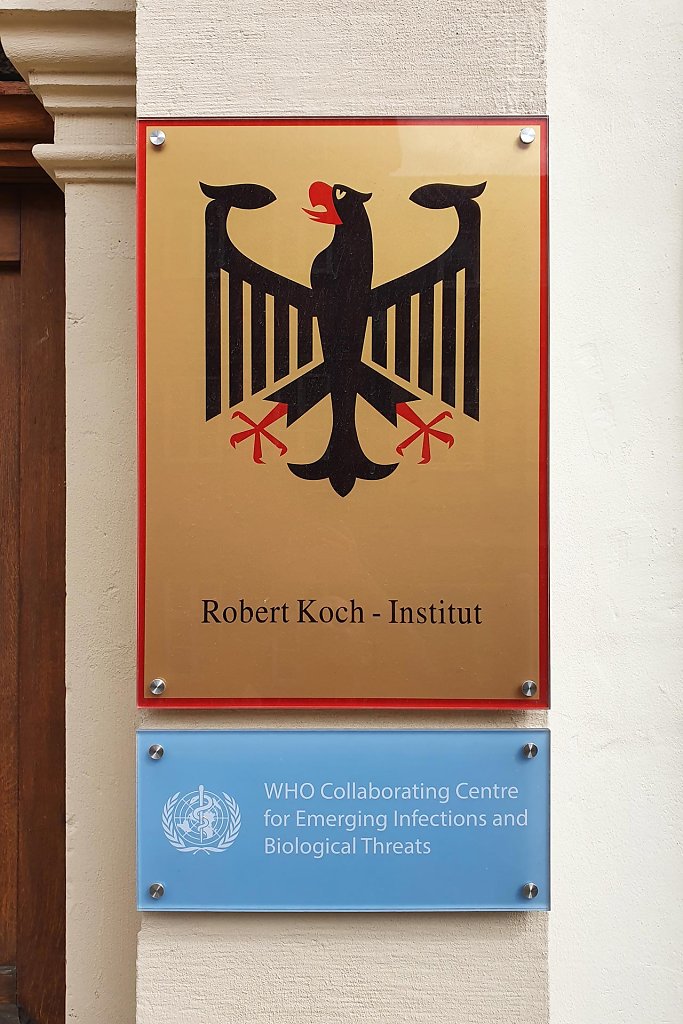 Robert Koch - Institut
WHO Collaborating Centre
for Emerging Infections and
Biological Threats